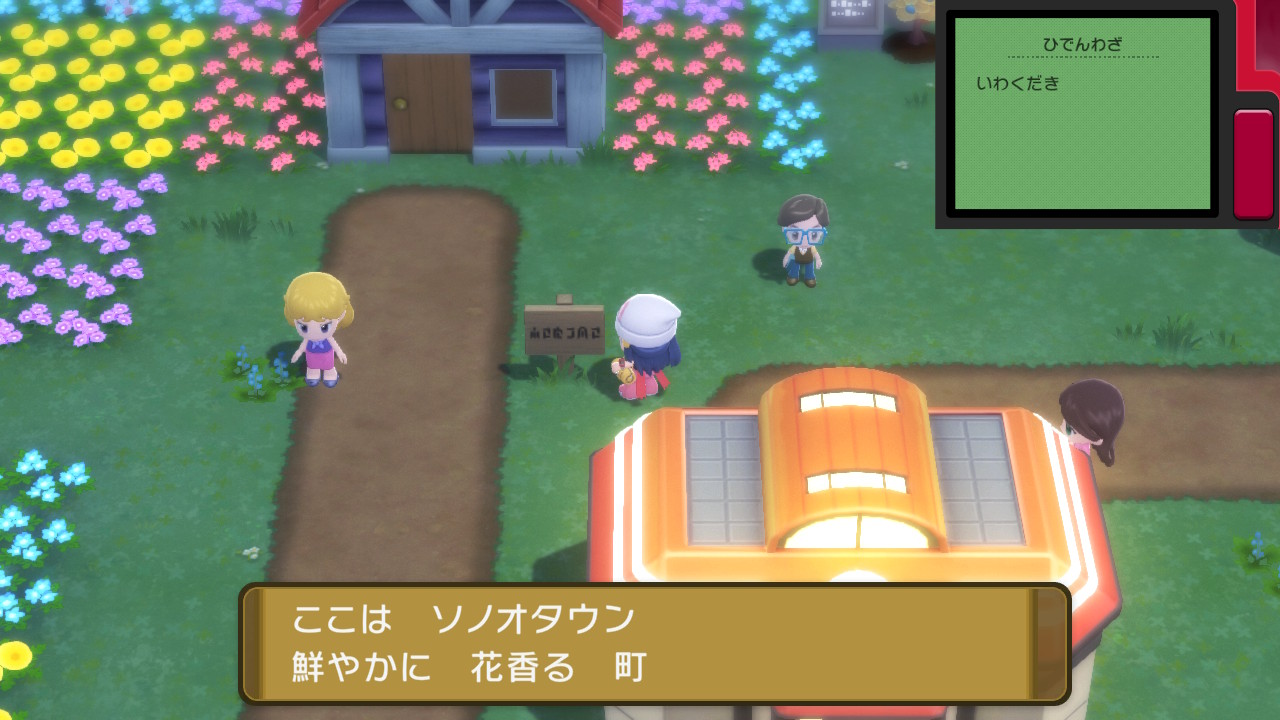 ひでんわざ
いわくだき
ここは　ソノオタウン
鮮やかに　花香る　町